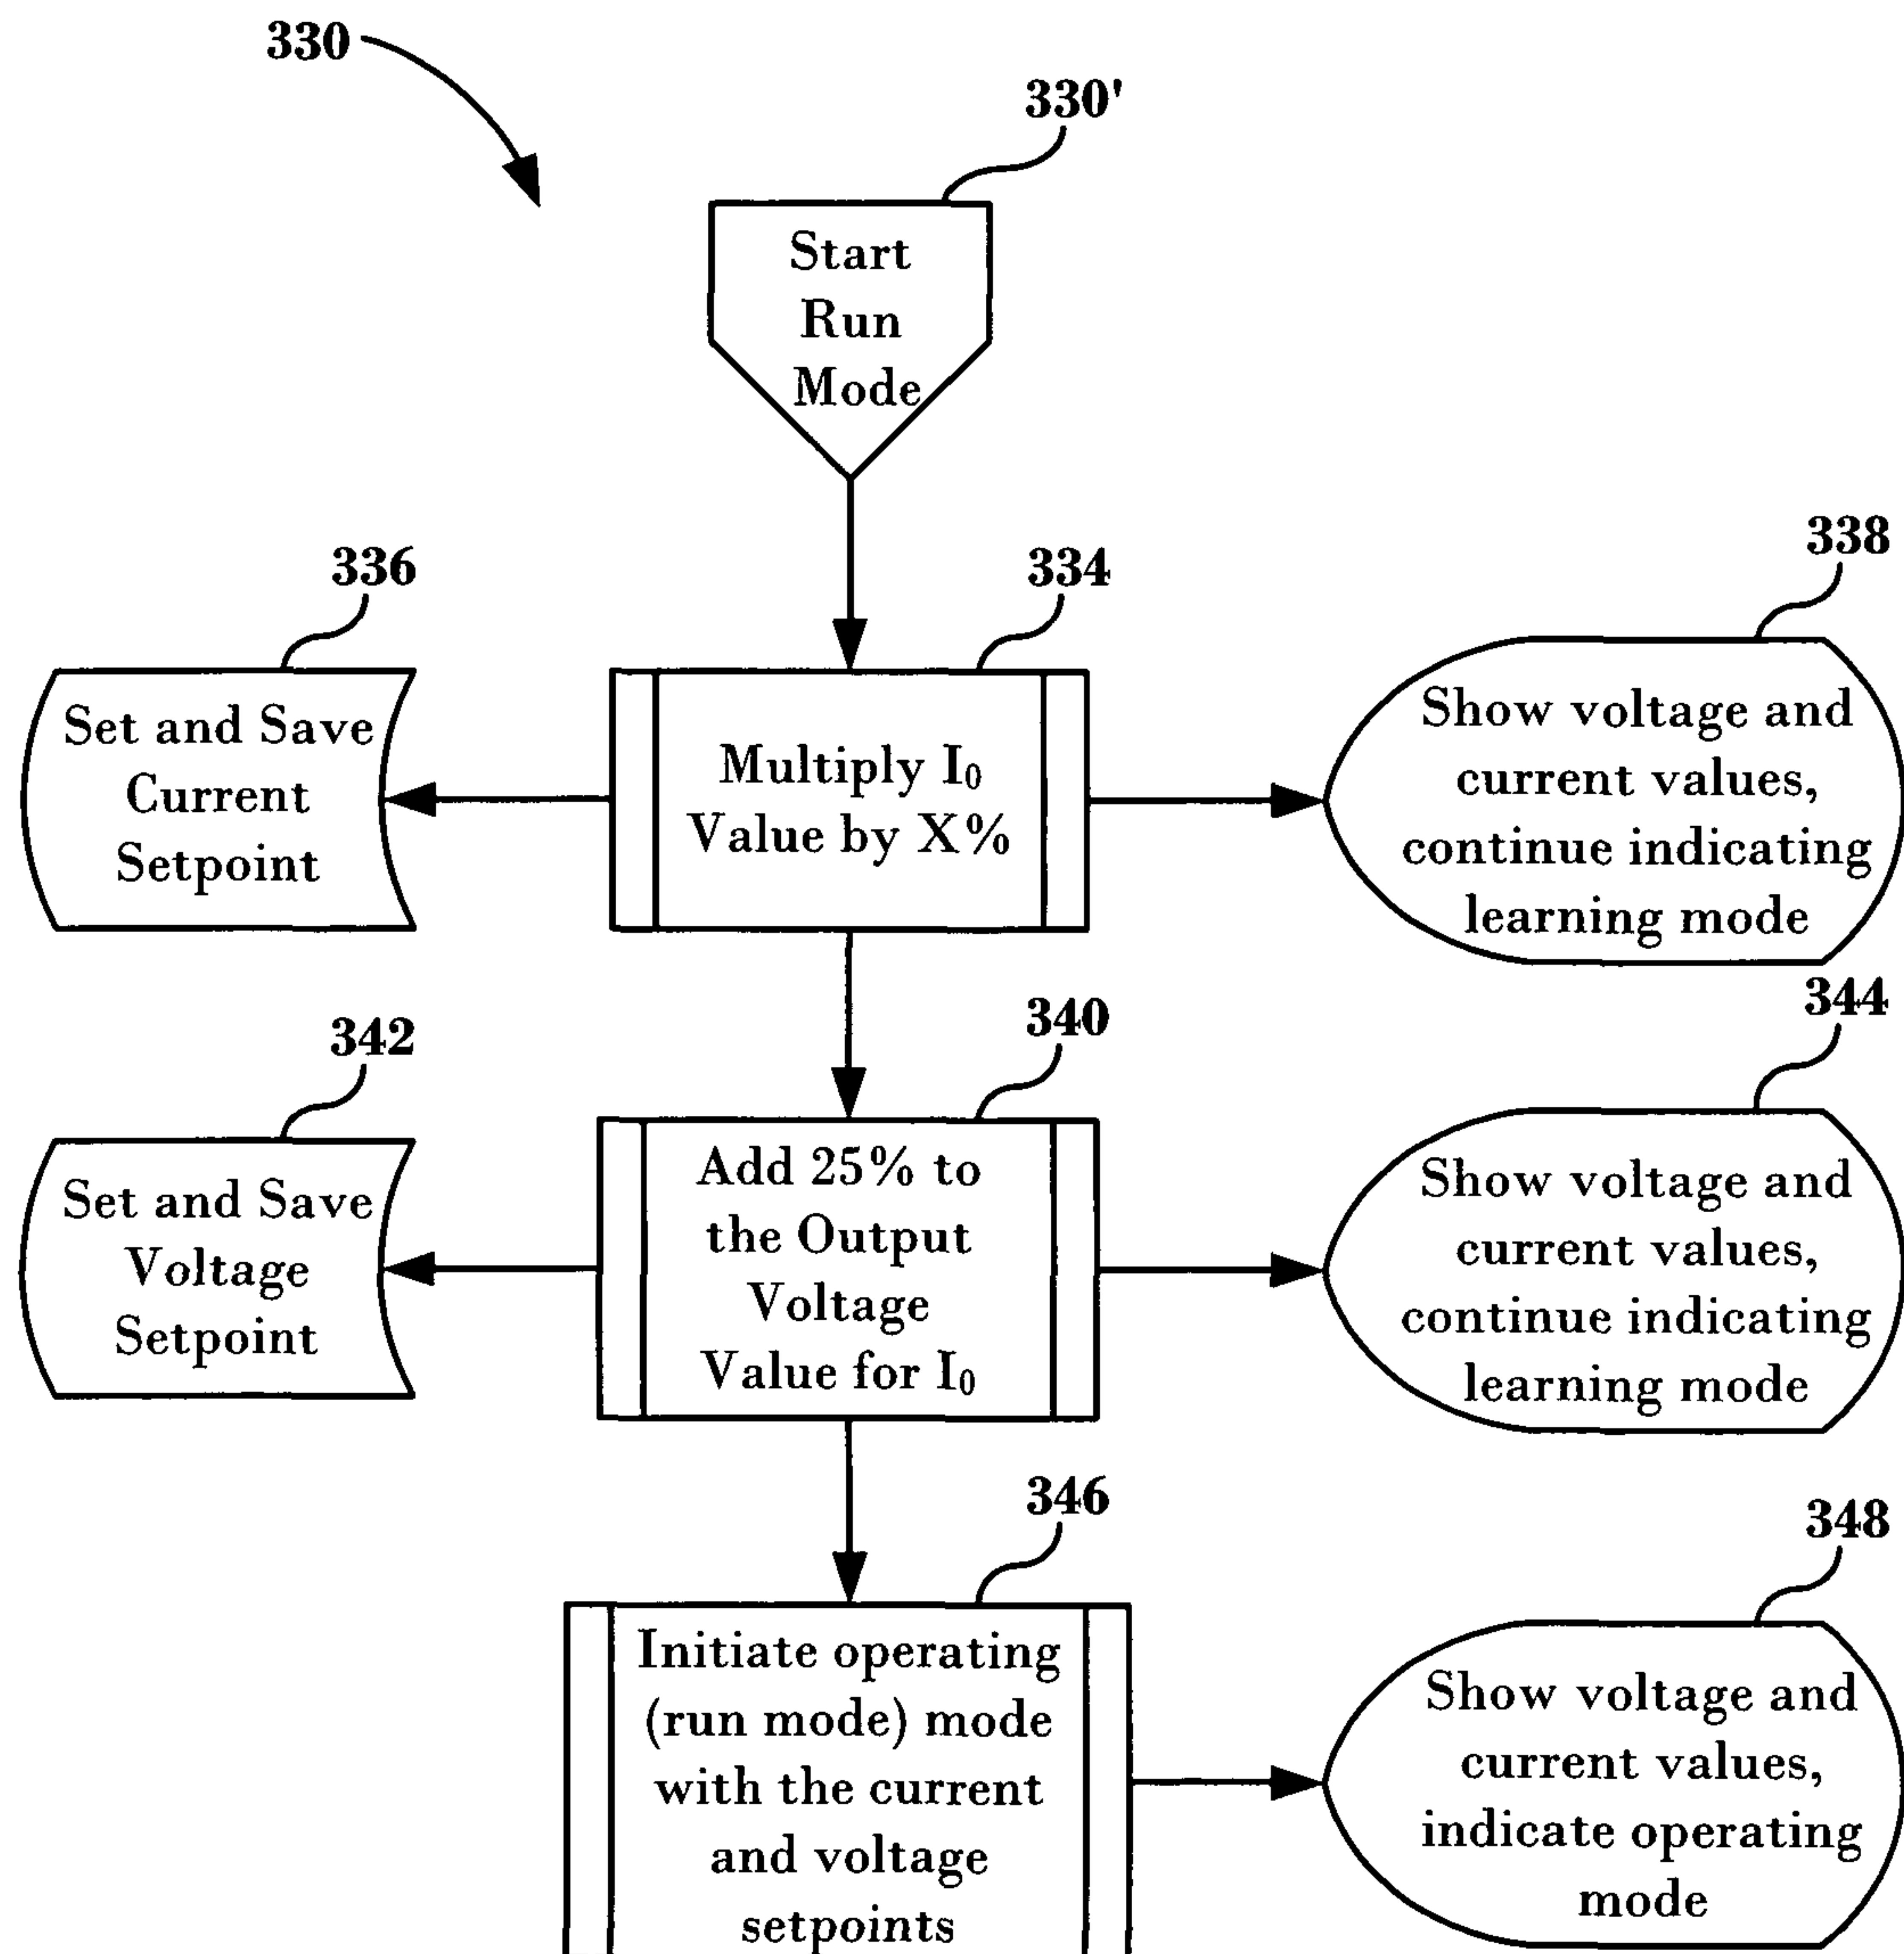 330
330'
Start
Run
Mode
336
334
338
Set and Save
Current
Setpoint
Multiply I₀
Value by X%
Show voltage and
current values,
continue indicating
learning mode
342
340
344
Set and Save
Voltage
Setpoint
Add 25% to
the Output
Voltage
Value for I₀
Show voltage and
current values,
continue indicating
learning mode
346
348
Initiate operating
(run mode) mode
with the current
and voltage
setpoints
Show voltage and
current values,
indicate operating
mode